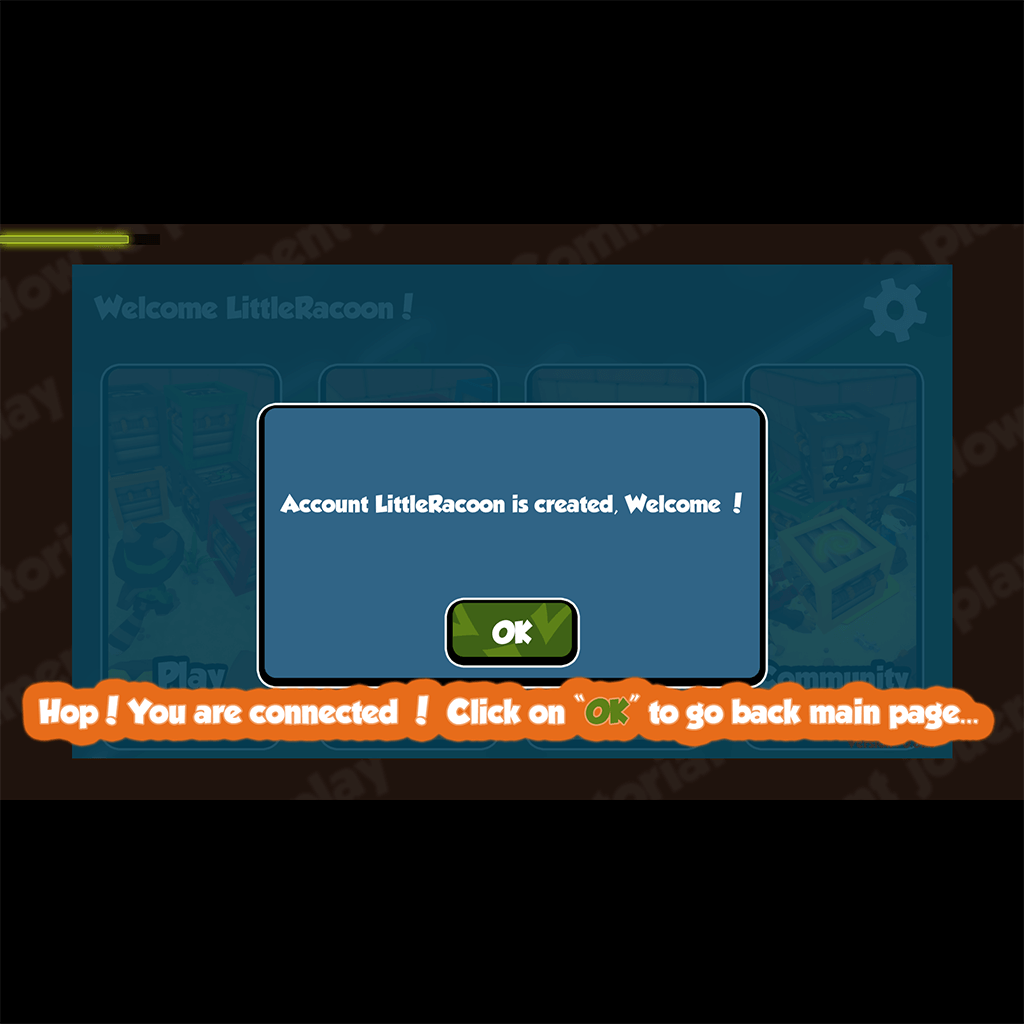 Welcome LittleRacoon !
Account LittleRacoon is created, Welcome !
OK
Play
Community
Hop ! You are connected ! Click on "OK" to go back main page...